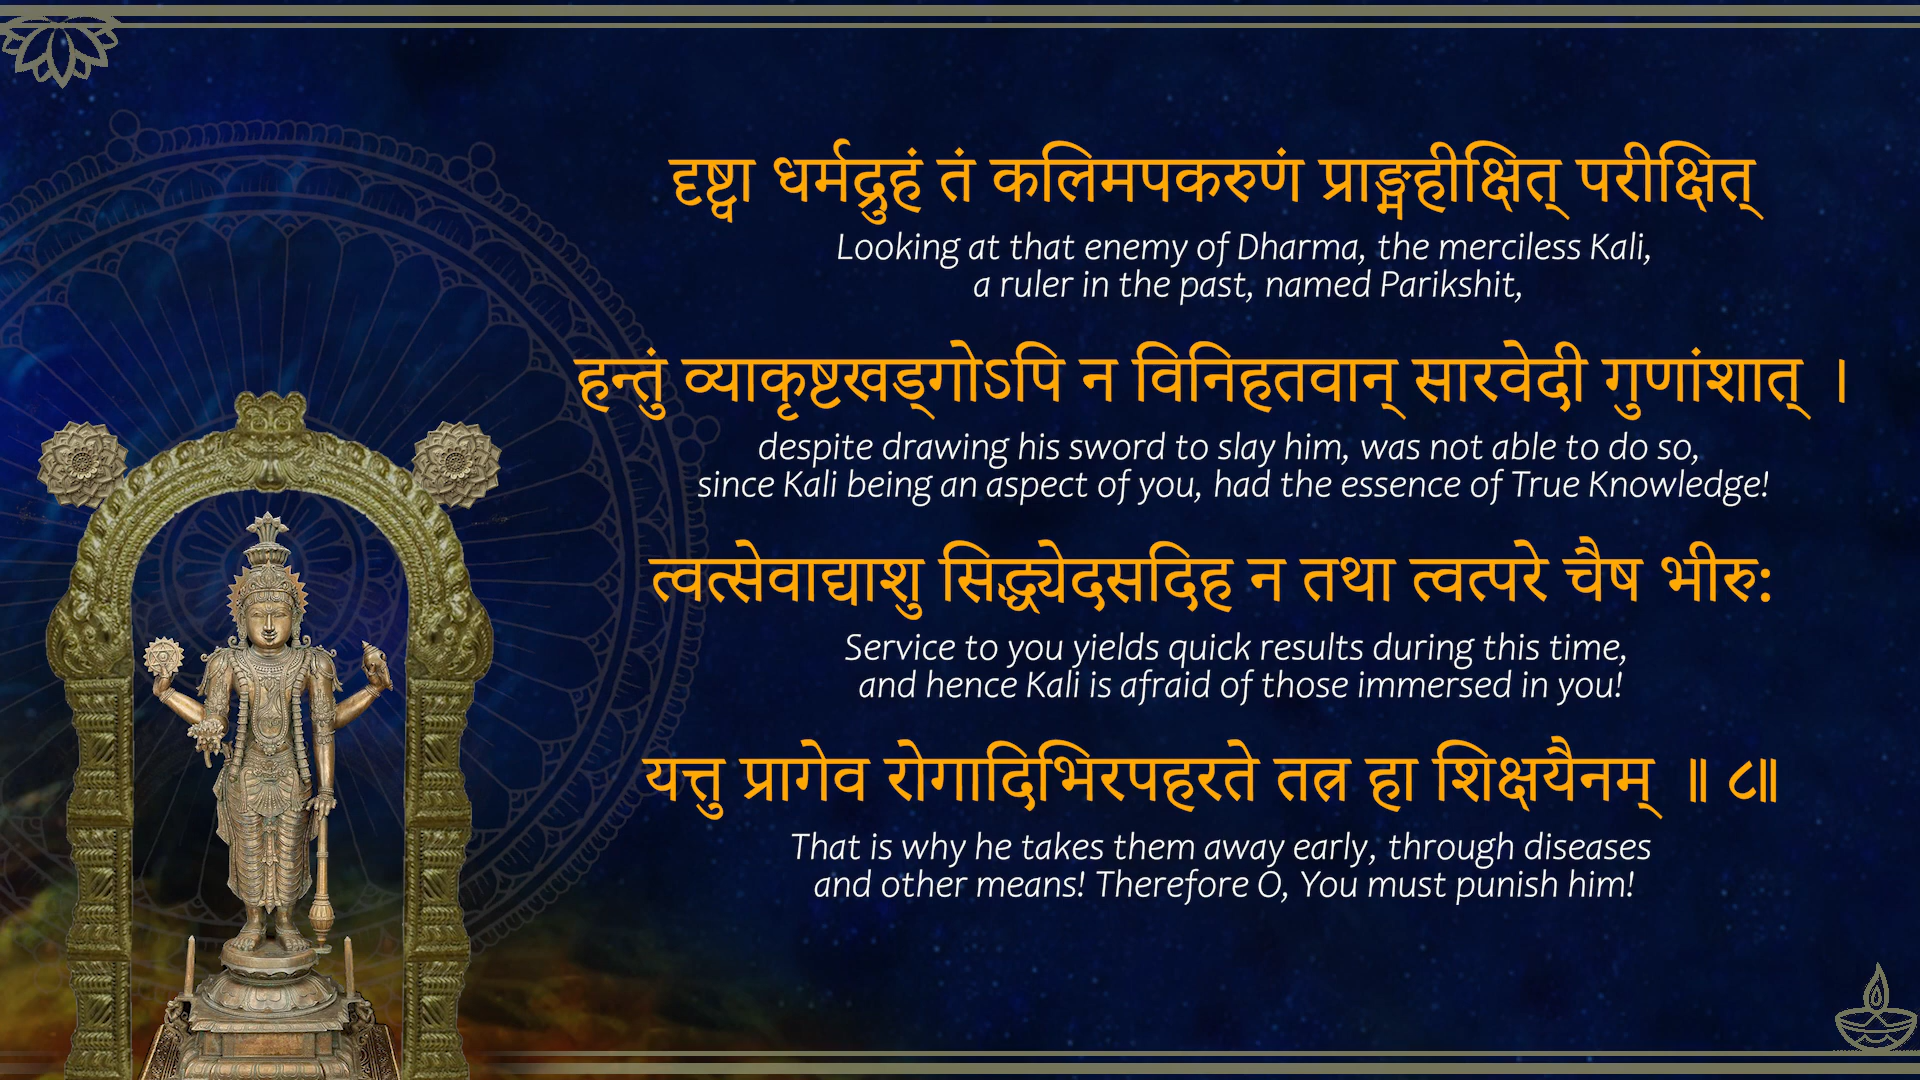 दृष्ट्वा धर्मद्रुहं तं कलिमपकरुणं प्राङ्महीक्षित् परीक्षित्
Looking at that enemy of Dharma, the merciless Kali,
a ruler in the past, named Parikshit,
हन्तुं व्याकृष्टखड्गोऽपि न विनिहतवान् सारवेदी गुणांशात् ।
despite drawing his sword to slay him, was not able to do so,
since Kali being an aspect of you, had the essence of True Knowledge!
त्वत्सेवाद्याशु सिद्ध्येदसदिह न तथा त्वत्परे चैष भीरु:
Service to you yields quick results during this time,
and hence Kali is afraid of those immersed in you!
यत्तु प्रागेव रोगादिभिरपहरते तत्र हा शिक्षयैनम् ॥ ८॥
That is why he takes them away early, through diseases
and other means! Therefore O, You must punish him!